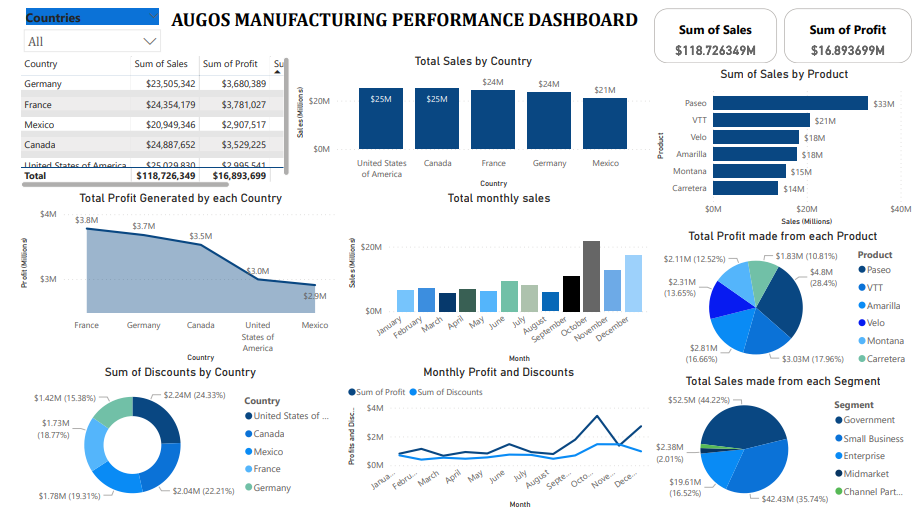 Countries
AUGOS MANUFACTURING PERFORMANCE DASHBOARD
All
Sum of Sales
$118.726349M
Sum of Profit
$16.893699M
Country Sum of Sales Sum of Profit Su
Germany $23,505,342 $3,680,389
France $24,354,179 $3,781,027
Mexico $20,949,346 $2,907,517
Canada $24,887,652 $3,529,225
United States of America $25,029,830 $2,995,541
Total $118,726,349 $16,893,699
Total Sales by Country
Sales (Millions)
$20M
$0M
$25M
$25M
$24M
$24M
$21M
United States
of America
Canada
France
Germany
Mexico
Country
Sum of Sales by Product
Product
Paseo $33M
VTT $21M
Velo $18M
Amarilla $18M
Montana $15M
Carretera $14M
$0M $20M $40M
Sales (Millions)
Total Profit Generated by each Country
Profit (Millions)
$4M
$3M
$3.8M
$3.7M
$3.5M
$3.0M
$2.9M
France
Germany
Canada
United
States of
America
Mexico
Country
Total monthly sales
Sales (Millions)
$20M
$0M
January
February
March
April
May
June
July
August
September
October
November
December
Month
Total Profit made from each Product
$2.11M (12.52%)
$1.83M (10.81%)
$2.31M
(13.65%)
$4.8M
(28.4%)
$2.81M
(16.66%)
$3.03M (17.96%)
Product
Paseo
VTT
Amarilla
Velo
Montana
Carretera
Sum of Discounts by Country
$1.42M (15.38%)
$2.24M (24.33%)
$1.73M
(18.77%)
$1.78M (19.31%)
$2.04M (22.21%)
Country
United States of ...
Canada
Mexico
France
Germany
Monthly Profit and Discounts
Sum of Profit Sum of Discounts
Profits and Disc...
$4M
$2M
$0M
Janua...
Febru...
March
April
May
June
July
August
Septe...
Octo...
Nove...
Dece...
Month
Total Sales made from each Segment
$52.5M (44.22%)
$2.38M
(2.01%)
$19.61M
(16.52%)
$42.43M (35.74%)
Segment
Government
Small Business
Enterprise
Midmarket
Channel Part...